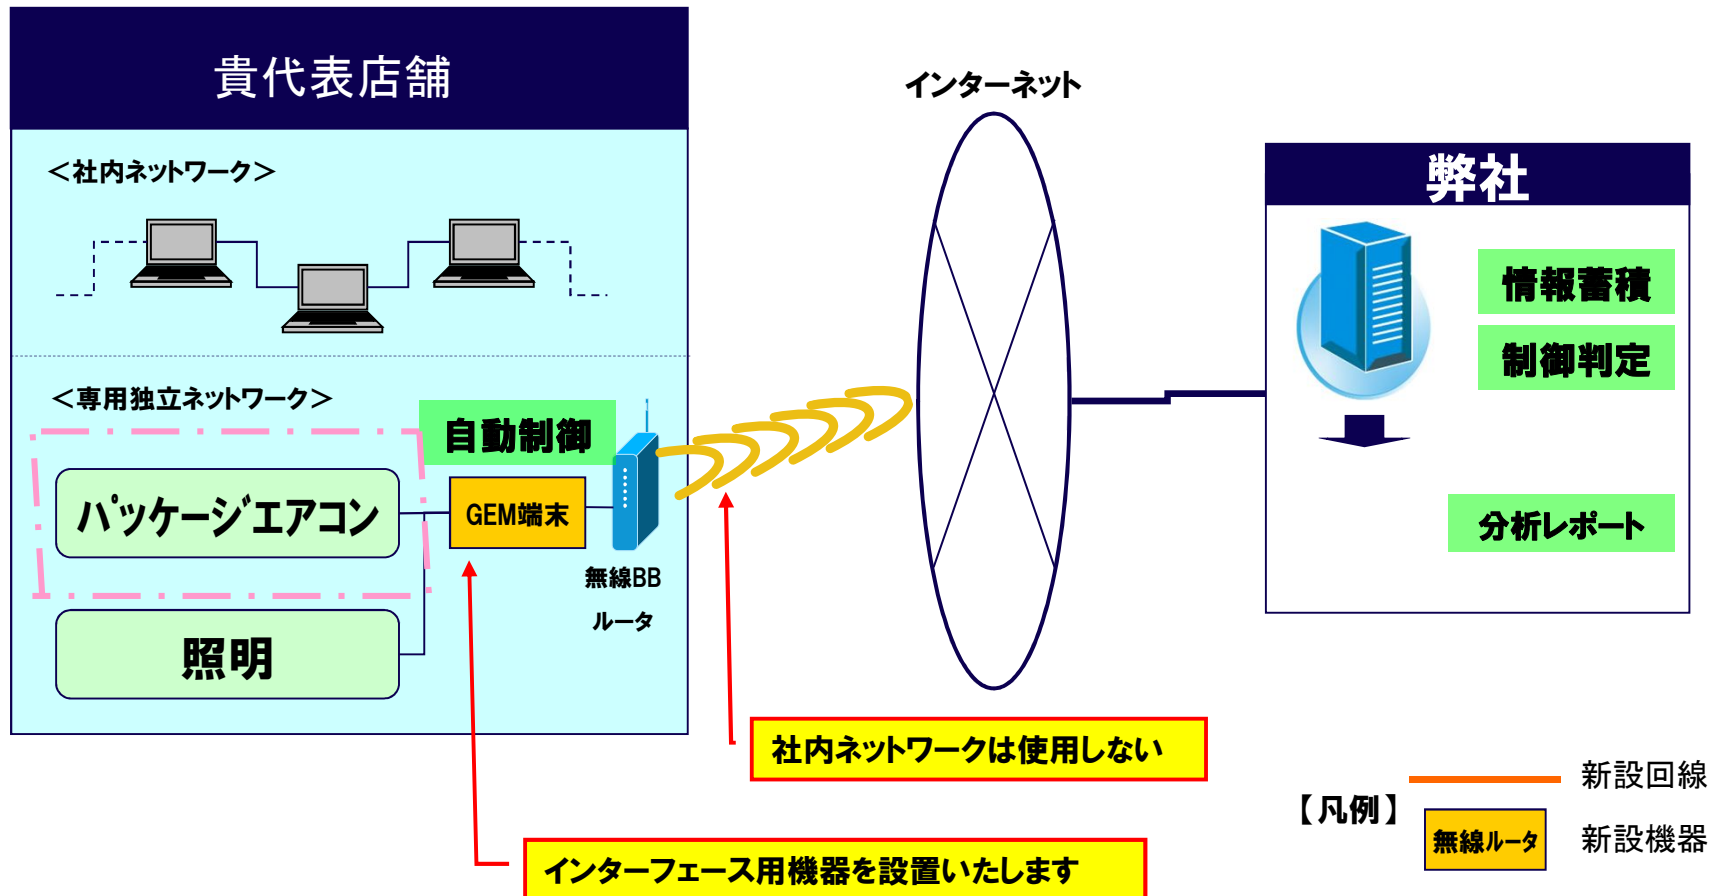 貴代表店舗
インターネット
＜社内ネットワーク＞
弊社
情報蓄積
制御判定
＜専用独立ネットワーク＞
自動制御
パッケージエアコン
GEM端末
分析レポート
無線BB
ルータ
照明
社内ネットワークは使用しない
新設回線
【凡例】
無線ルータ
新設機器
インターフェース用機器を設置いたします